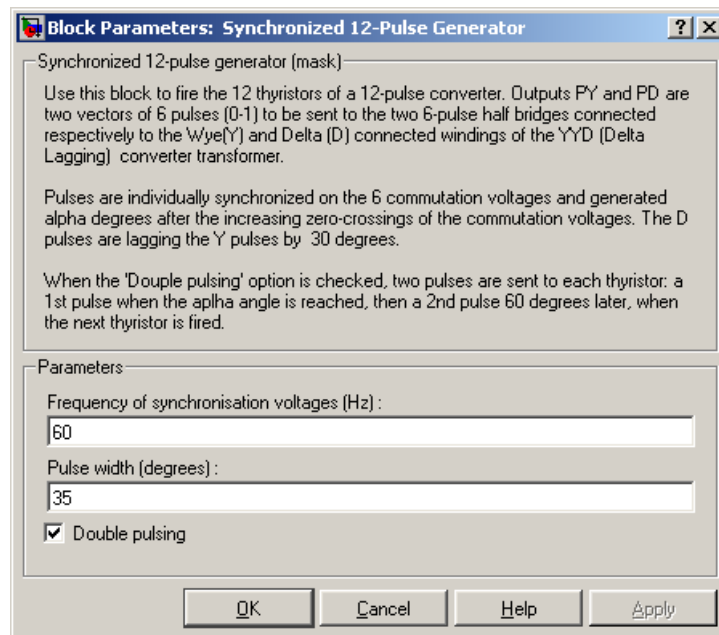 Block Parameters: Synchronized 12-Pulse Generator
Synchronized 12-pulse generator (mask)
Use this block to fire the 12 thyristors of a 12-pulse converter. Outputs PY and PD are
two vectors of 6 pulses (0-1) to be sent to the two 6-pulse half bridges connected
respectively to the Wye(Y) and Delta (D) connected windings of the YYD (Delta
Lagging) converter transformer.
Pulses are individually synchronized on the 6 commutation voltages and generated
alpha degrees after the increasing zero-crossings of the commutation voltages. The D
pulses are lagging the Y pulses by 30 degrees.
When the 'Douple pulsing' option is checked, two pulses are sent to each thyristor: a
1st pulse when the aplha angle is reached, then a 2nd pulse 60 degrees later, when
the next thyristor is fired.
Parameters
Frequency of synchronisation voltages (Hz) :
60
Pulse width (degrees) :
35
Double pulsing
OK Cancel Help Apply